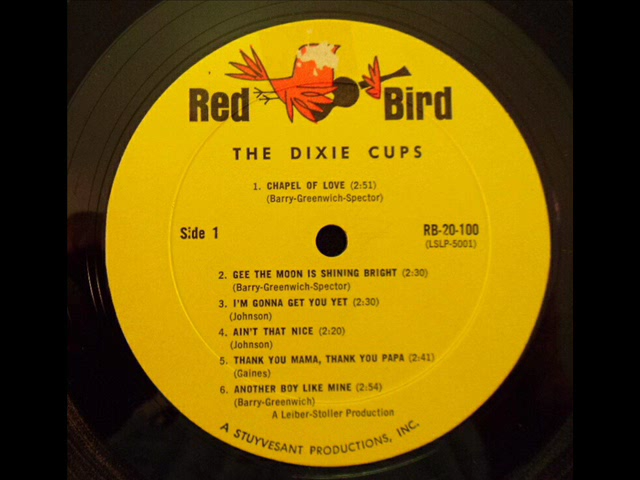 Red Bird
THE DIXIE CUPS
1. CHAPEL OF LOVE (2:51)
(Barry-Greenwich-Spector)
Side 1
RB-20-100
(LSLP-5001)
2. GEE THE MOON IS SHINING BRIGHT (2:30)
(Barry-Greenwich-Spector)
3. I'M GONNA GET YOU YET (2:30)
(Johnson)
4. AIN'T THAT NICE (2:20)
(Johnson)
5. THANK YOU MAMA, THANK YOU PAPA (2:41)
(Gaines)
6. ANOTHER BOY LIKE MINE (2:54)
(Barry-Greenwich)
A Leiber-Stoller Production
A STUYVESANT PRODUCTIONS, INC.